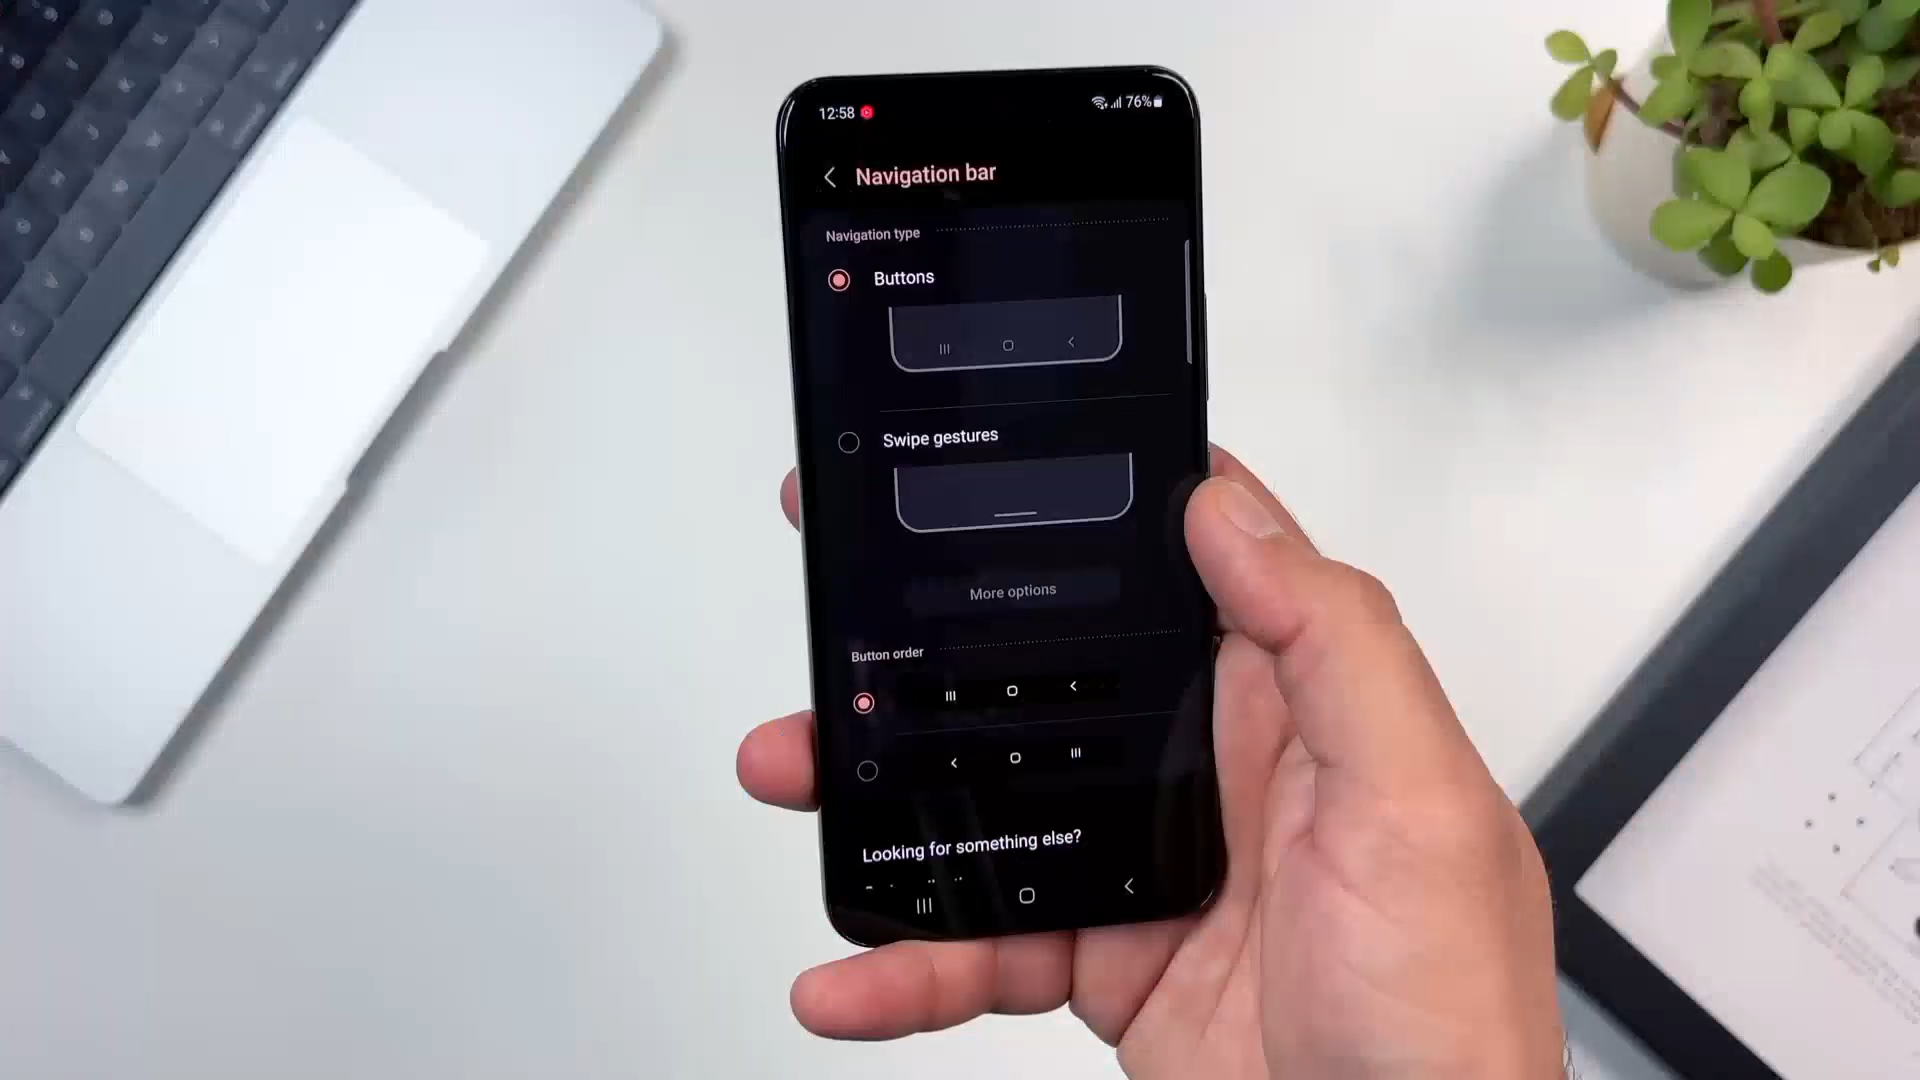 12:58
76%
Navigation bar
Navigation type
Buttons
Swipe gestures
More options
Button order
Looking for something else?